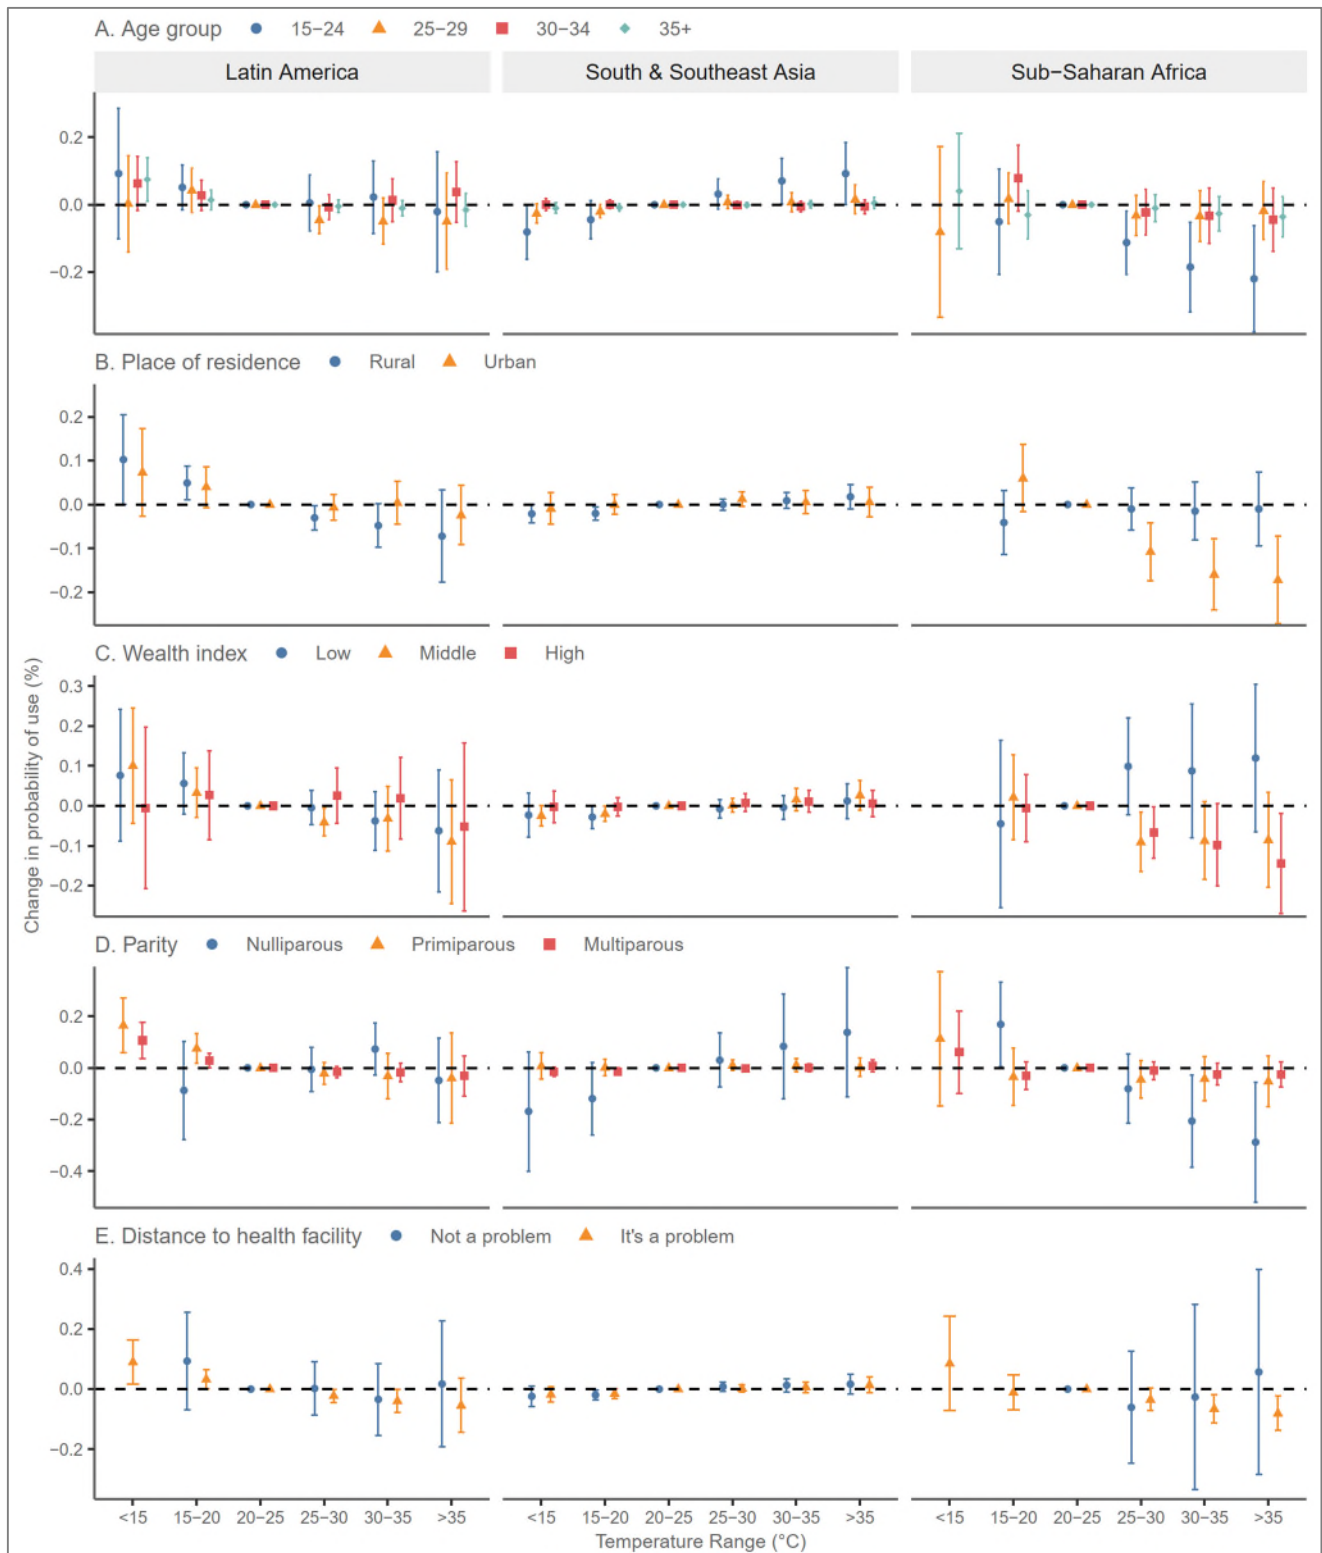 A. Age group 15−24 25−29 30−34 35+
Latin America South & Southeast Asia Sub−Saharan Africa
0.2
0.0
−0.2
B. Place of residence Rural Urban
0.2
0.1
0.0
−0.1
−0.2
C. Wealth index Low Middle High
0.3
0.2
0.1
0.0
−0.1
−0.2
Change in probability of use (%)
D. Parity Nulliparous Primiparous Multiparous
0.2
0.0
−0.2
−0.4
E. Distance to health facility Not a problem It's a problem
0.4
0.2
0.0
−0.2
<15 15−20 20−25 25−30 30−35 >35 <15 15−20 20−25 25−30 30−35 >35 <15 15−20 20−25 25−30 30−35 >35
Temperature Range (°C)